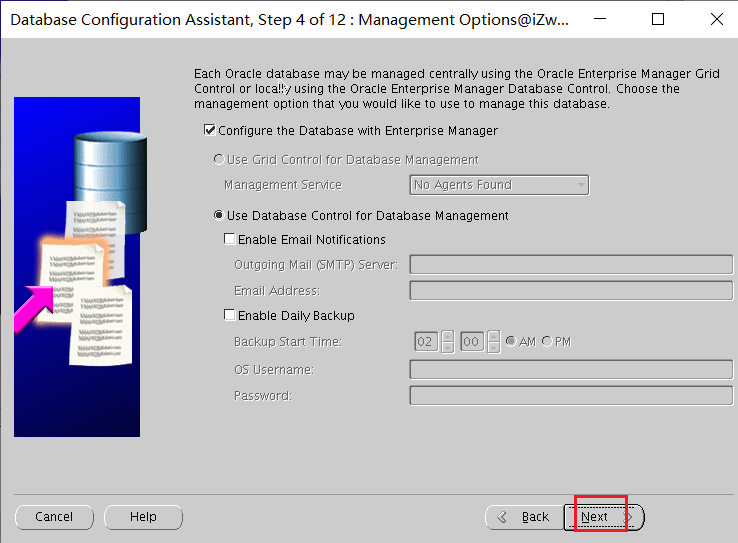 Database Configuration Assistant, Step 4 of 12 : Management Options@iZw...
Each Oracle database may be managed centrally using the Oracle Enterprise Manager Grid
Control or locally using the Oracle Enterprise Manager Database Control. Choose the
management option that you would like to use to manage this database.
Configure the Database with Enterprise Manager
Use Grid Control for Database Management
Management Service No Agents Found
Use Database Control for Database Management
Enable Email Notifications
Outgoing Mail (SMTP) Server:
Email Address:
Enable Daily Backup
Backup Start Time: 02 00 AM PM
OS Username:
Password:
Cancel Help Back Next